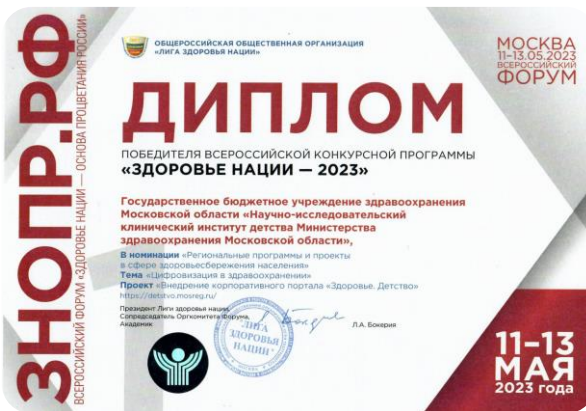 ЗНОПР.РФ
ВСЕРОССИЙСКИЙ ФОРУМ «ЗДОРОВЬЕ НАЦИИ — ОСНОВА ПРОЦВЕТАНИЯ РОССИИ»
ОБЩЕРОССИЙСКАЯ ОБЩЕСТВЕННАЯ ОРГАНИЗАЦИЯ
«ЛИГА ЗДОРОВЬЯ НАЦИИ»
МОСКВА
11-13.05.2023
ВСЕРОССИЙСКИЙ
ФОРУМ
ДИПЛОМ
ПОБЕДИТЕЛЯ ВСЕРОССИЙСКОЙ КОНКУРСНОЙ ПРОГРАММЫ
«ЗДОРОВЬЕ НАЦИИ — 2023»
Государственное бюджетное учреждение здравоохранения
Московской области «Научно-исследовательский
клинический институт детства Министерства
здравоохранения Московской области»,
В номинации «Региональные программы и проекты
в сфере здоровьесбережения населения»
Тема «Цифровизация в здравоохранении»
Проект «Внедрение корпоративного портала «Здоровье. Детство»
https://detstvo.mosreg.ru/
Президент Лиги здоровья нации,
Сопредседатель Оргкомитета Форума,
Академик
Л.А. Бокерия
ЛИГА
ЗДОРОВЬЯ
НАЦИИ
11-13
МАЯ
2023 года